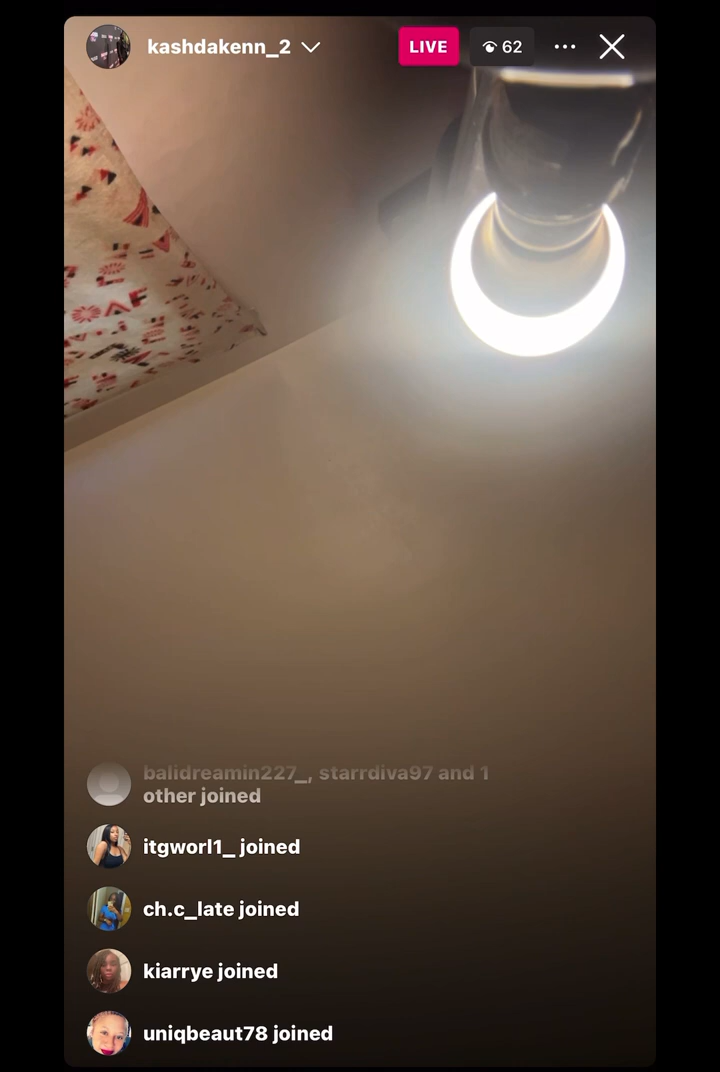 kashdakenn_2
LIVE
62
balidreamin227_, starrdiva97 and 1
other joined
itgworl1_ joined
ch.c_late joined
kiarrye joined
uniqbeaut78 joined